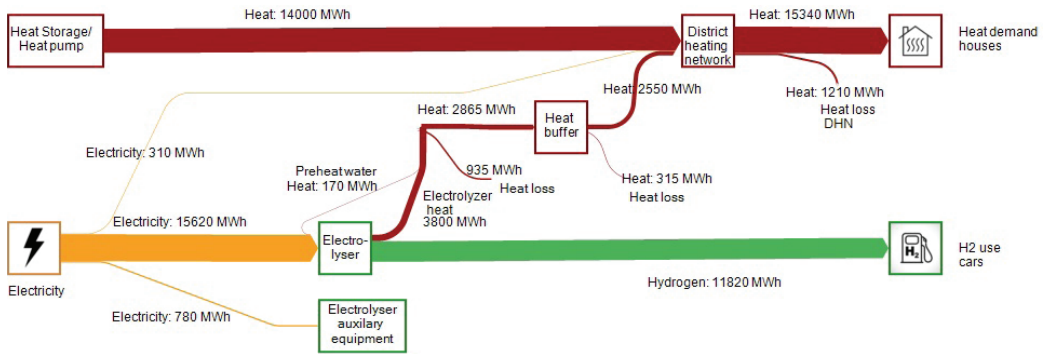 Heat: 14000 MWh
Heat: 15340 MWh
Heat Storage/
Heat pump
District
heating
network
Heat demand
houses
Heat: 2550 MWh
Heat: 1210 MWh
Heat loss
DHN
Heat: 2865 MWh
Heat
buffer
Electricity: 310 MWh
Preheat water
Heat: 170 MWh
935 MWh
Heat loss
Heat: 315 MWh
Heat loss
Electrolyzer
heat
3800 MWh
Electricity: 15620 MWh
Electro-
lyser
H2
H2 use
cars
Electricity
Hydrogen: 11820 MWh
Electricity: 780 MWh
Electrolyser
auxilary
equipment